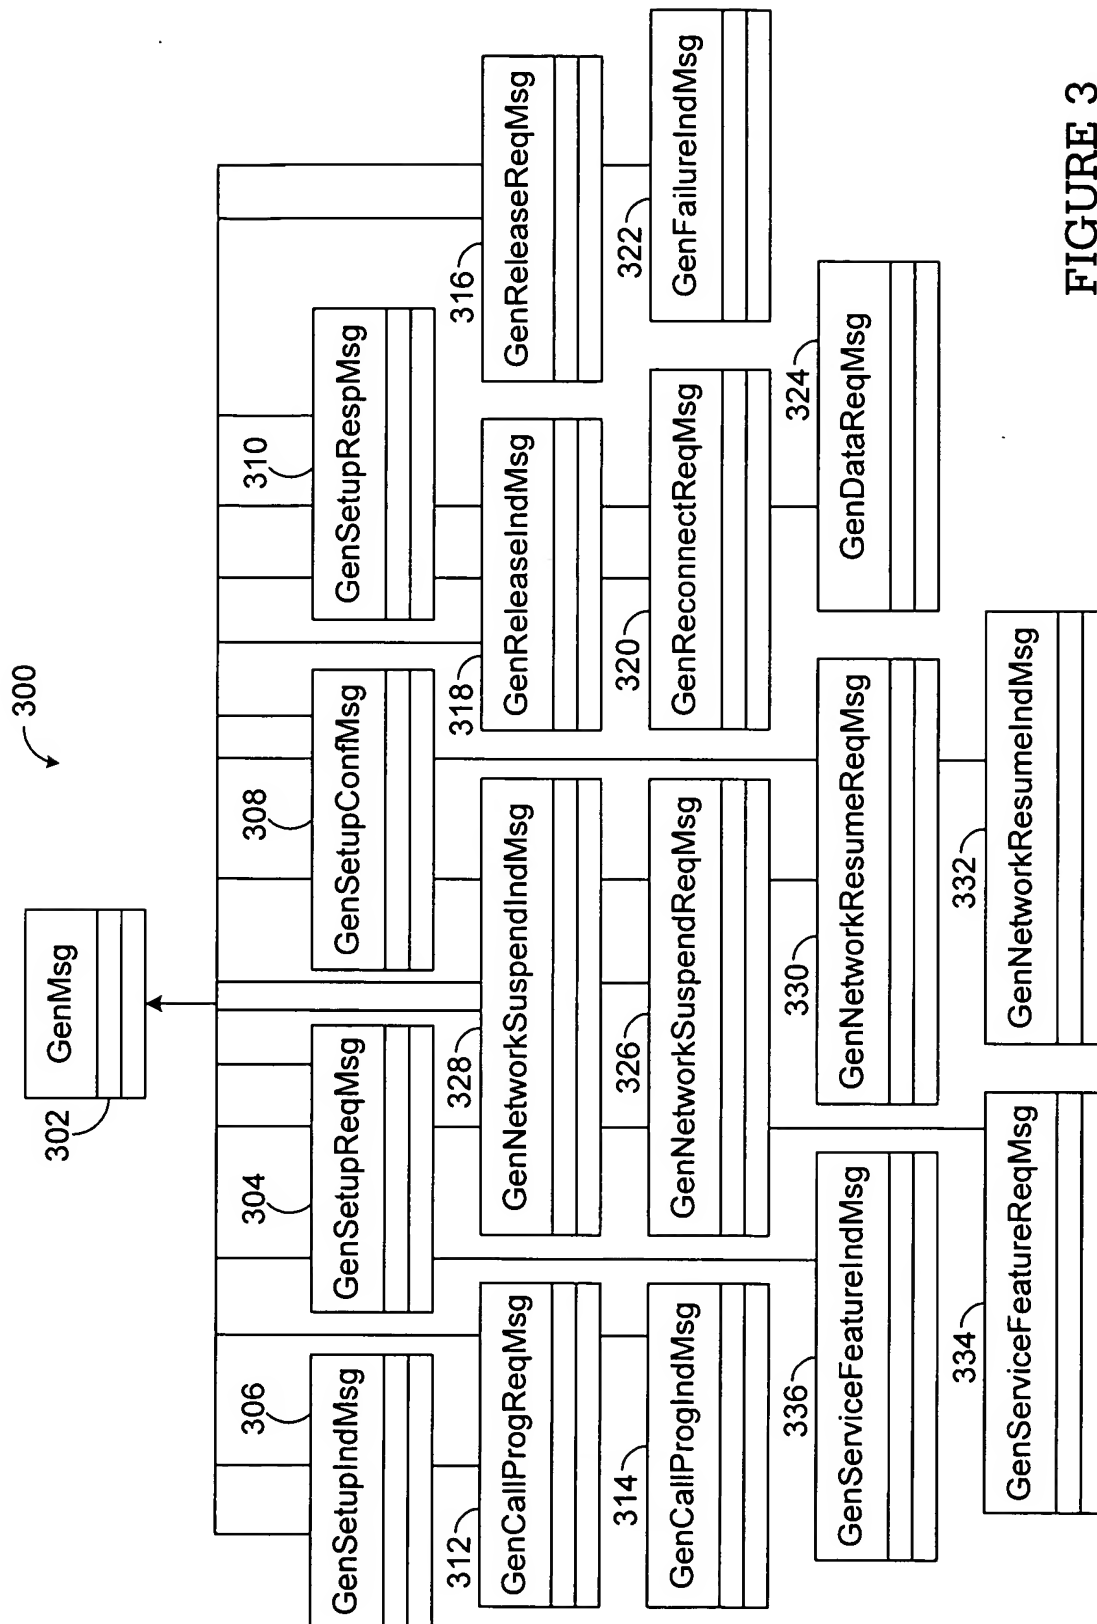 300
GenMsg
302
306
GenSetupIndMsg
304
GenSetupReqMsg
308
GenSetupConfMsg
310
GenSetupRespMsg
312
GenCallProgReqMsg
328
GenNetworkSuspendIndMsg
318
GenReleaseIndMsg
316
GenReleaseReqMsg
314
GenCallProgIndMsg
326
GenNetworkSuspendReqMsg
320
GenReconnectReqMsg
322
GenFailureIndMsg
336
GenServiceFeatureIndMsg
330
GenNetworkResumeReqMsg
324
GenDataReqMsg
334
GenServiceFeatureReqMsg
332
GenNetworkResumeIndMsg
FIGURE 3